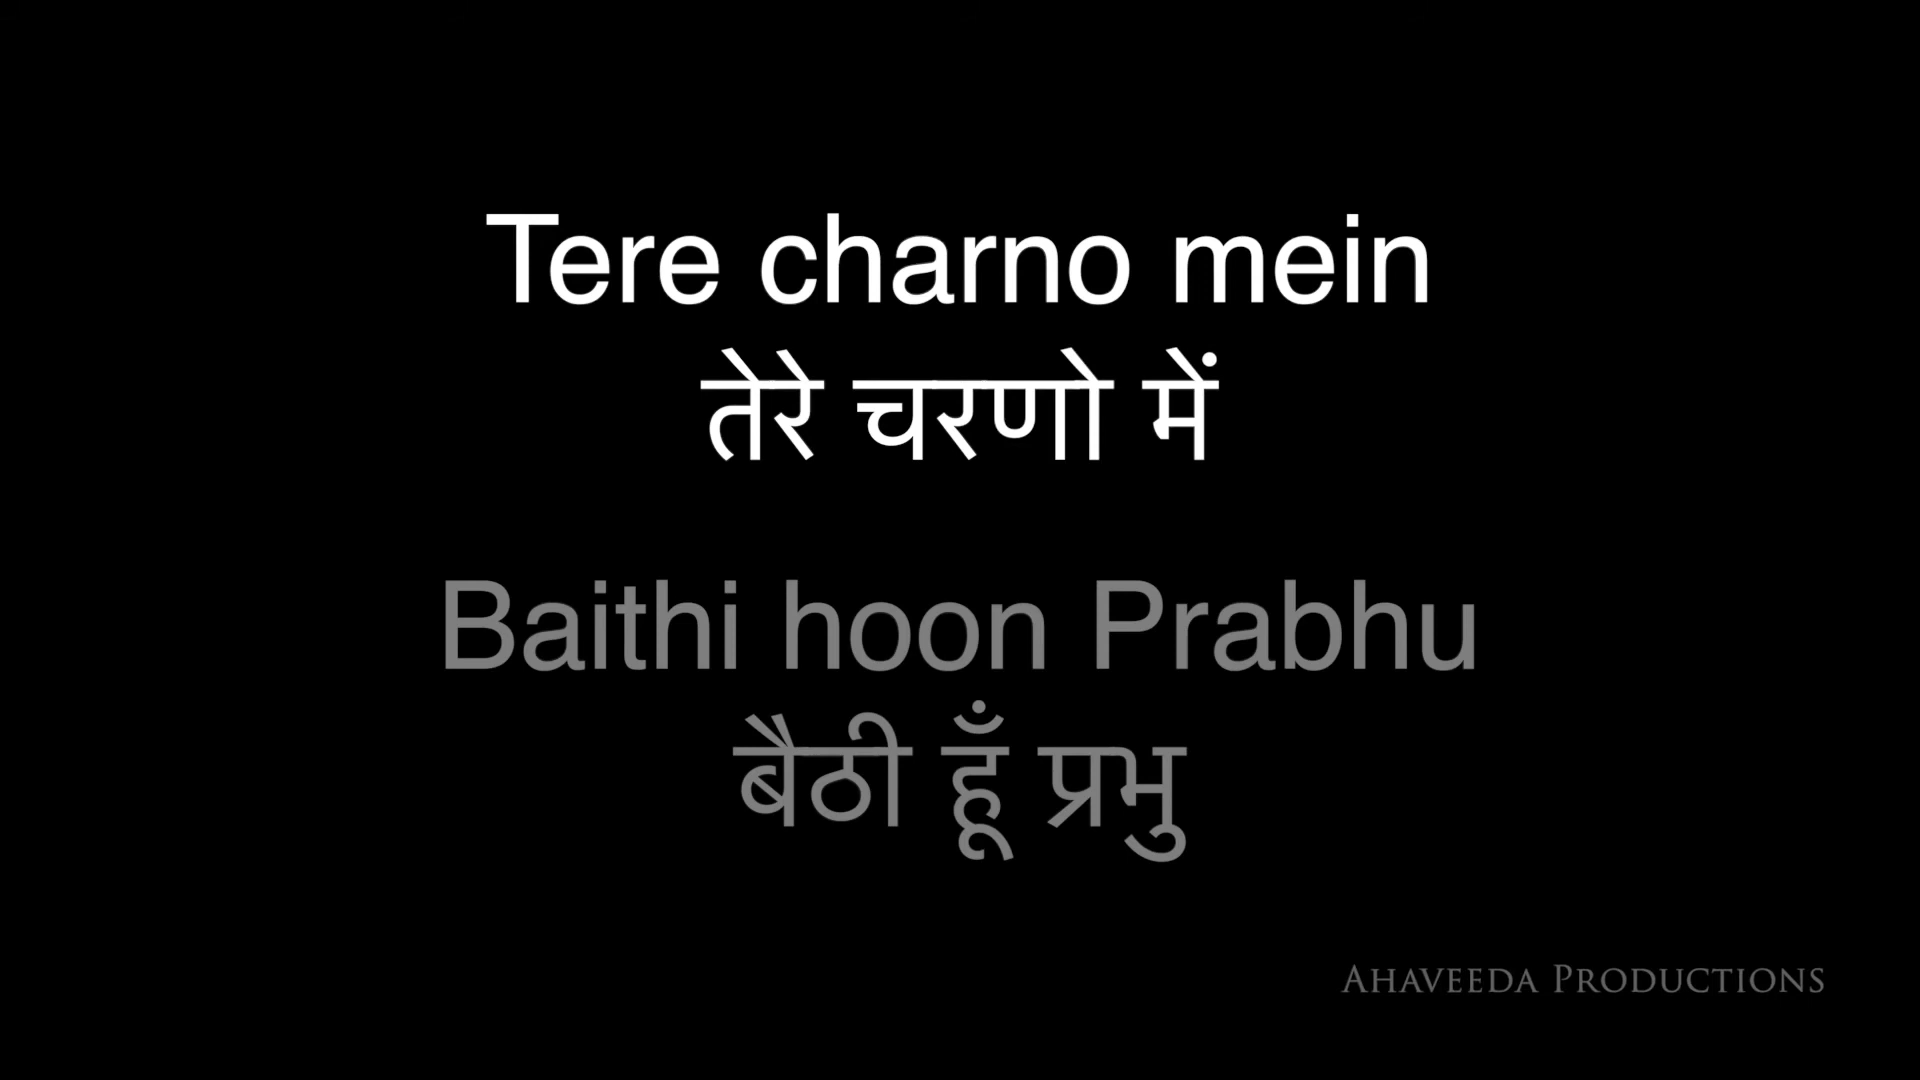 Tere charno mein
तेरे चरणो में
Baithi hoon Prabhu
बैठी हूँ प्रभु
Ahaveeda Productions